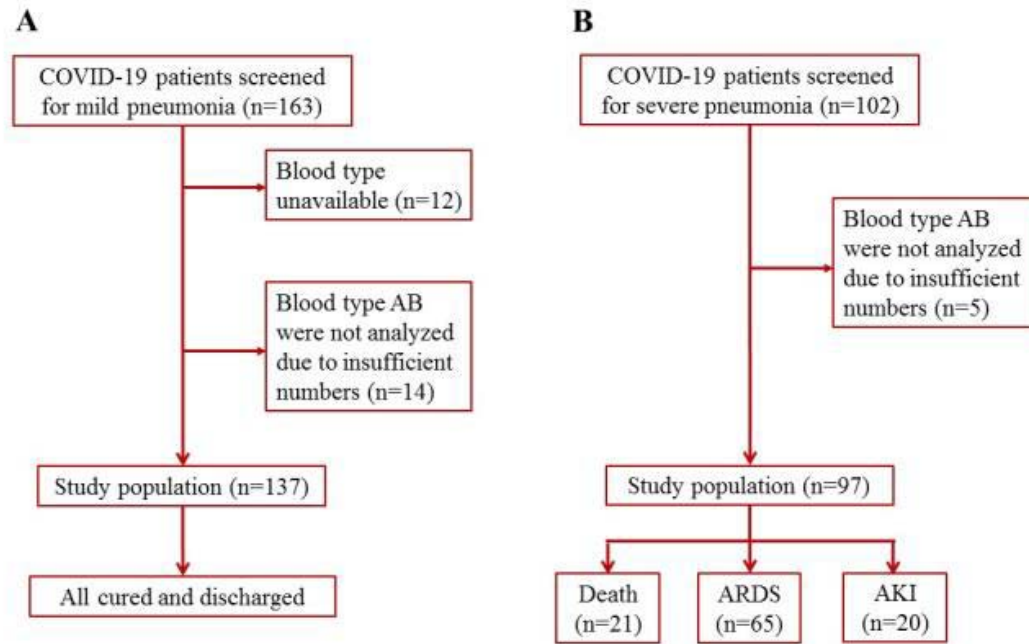 A
COVID-19 patients screened
for mild pneumonia (n=163)
Blood type
unavailable (n=12)
Blood type AB
were not analyzed
due to insufficient
numbers (n=14)
Study population (n=137)
All cured and discharged
B
COVID-19 patients screened
for severe pneumonia (n=102)
Blood type AB
were not analyzed
due to insufficient
numbers (n=5)
Study population (n=97)
Death
(n=21)
ARDS
(n=65)
AKI
(n=20)